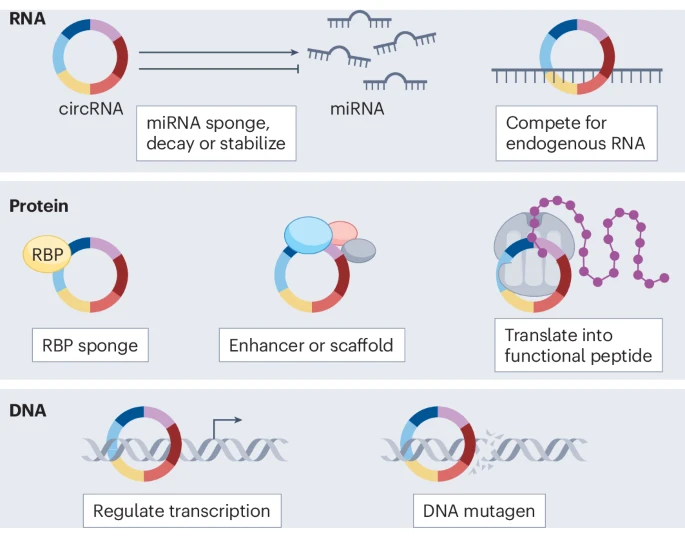 RNA
circRNA
miRNA sponge,
decay or stabilize
miRNA
Compete for
endogenous RNA
Protein
RBP
RBP sponge
Enhancer or scaffold
Translate into
functional peptide
DNA
Regulate transcription
DNA mutagen